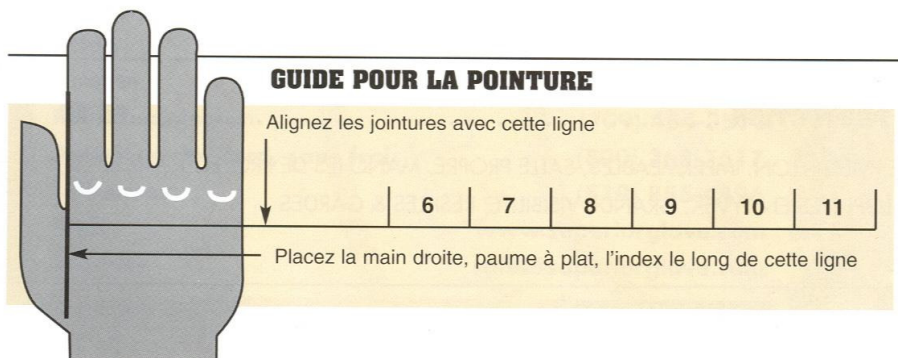 GUIDE POUR LA POINTURE
Alignez les jointures avec cette ligne
6 7 8 9 10 11
Placez la main droite, paume à plat, l'index le long de cette ligne